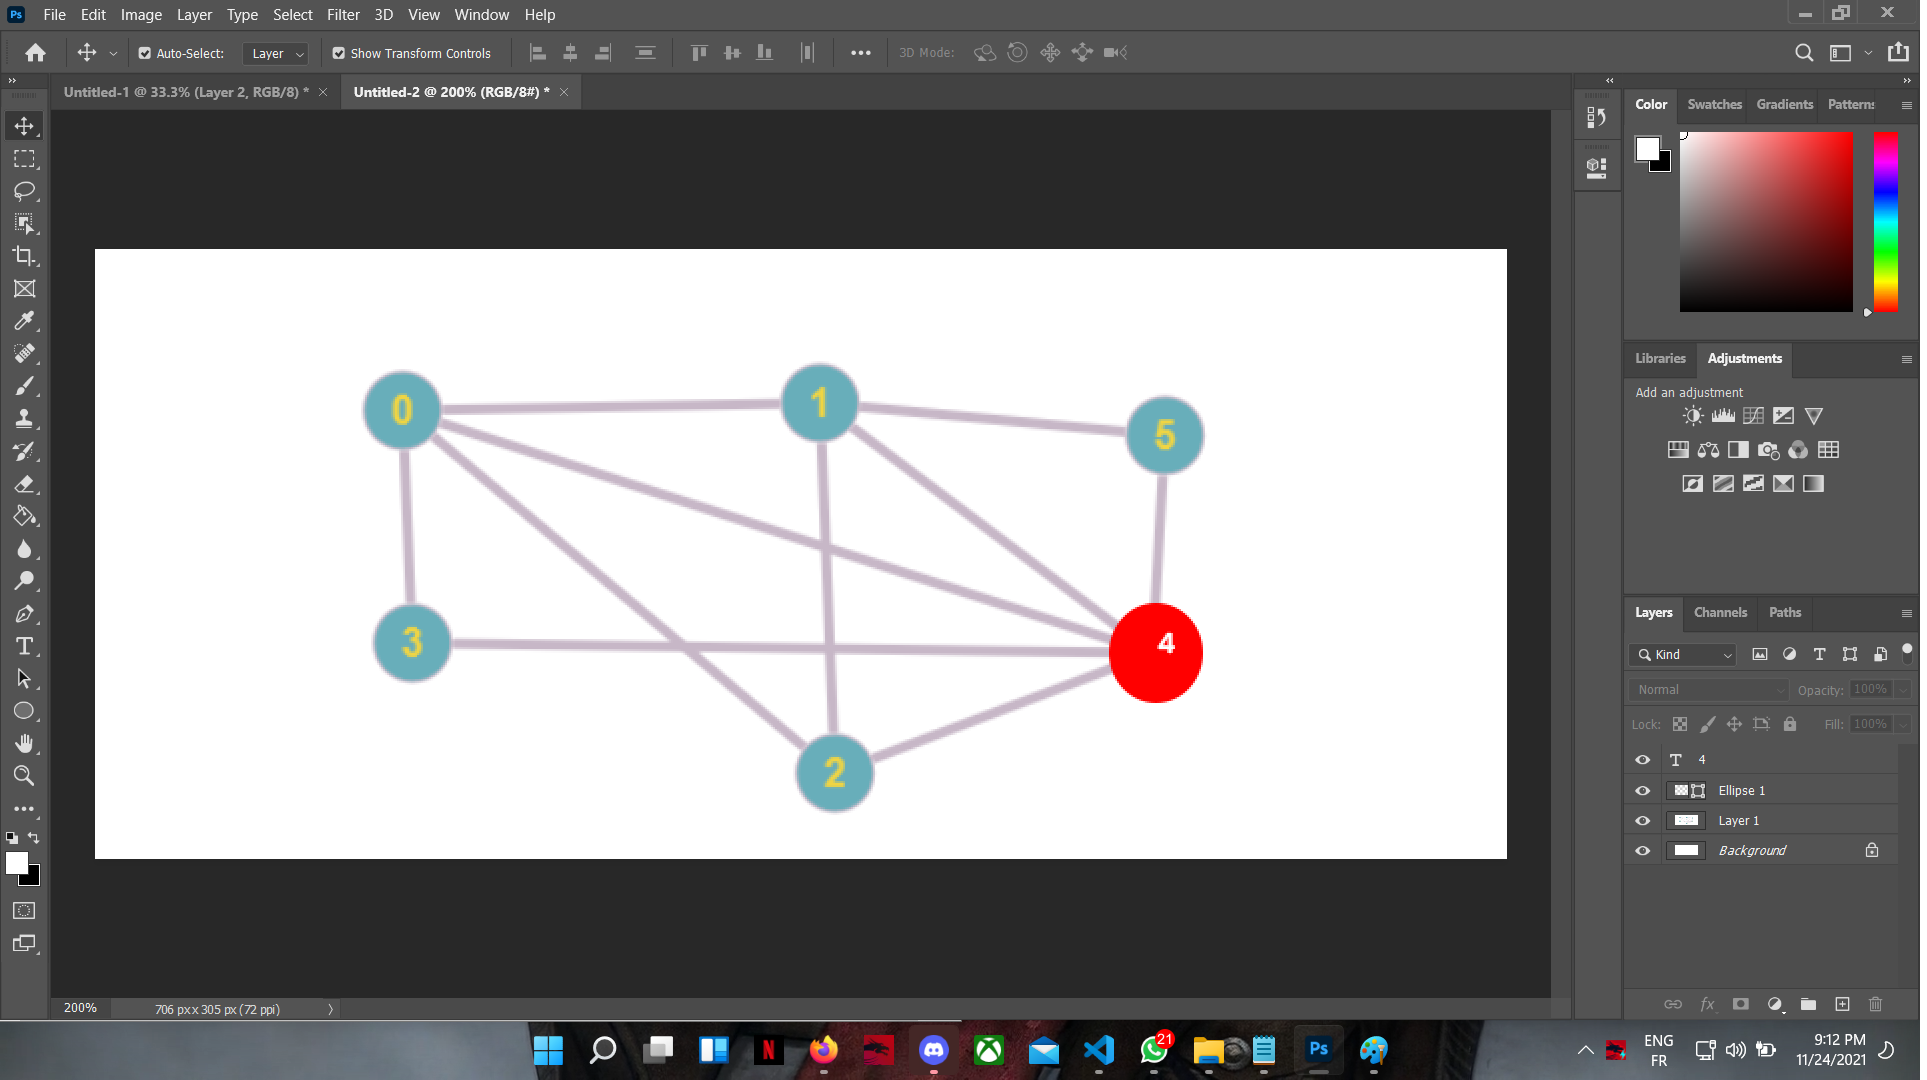 Ps File Edit Image Layer Type Select Filter 3D View Window Help
Auto-Select: Layer Show Transform Controls 3D Mode:
Untitled-1 @ 33.3% (Layer 2, RGB/8) * × Untitled-2 @ 200% (RGB/8#) * ×
Color Swatches Gradients Patterns
0
1
5
3
4
2
Libraries Adjustments
Add an adjustment
Layers Channels Paths
Kind
Normal Opacity: 100%
Lock: Fill: 100%
T 4
Ellipse 1
Layer 1
Background
fx
200% 706 px x 305 px (72 ppi)
N
Ps
21
ENG
FR
9:12 PM
11/24/2021